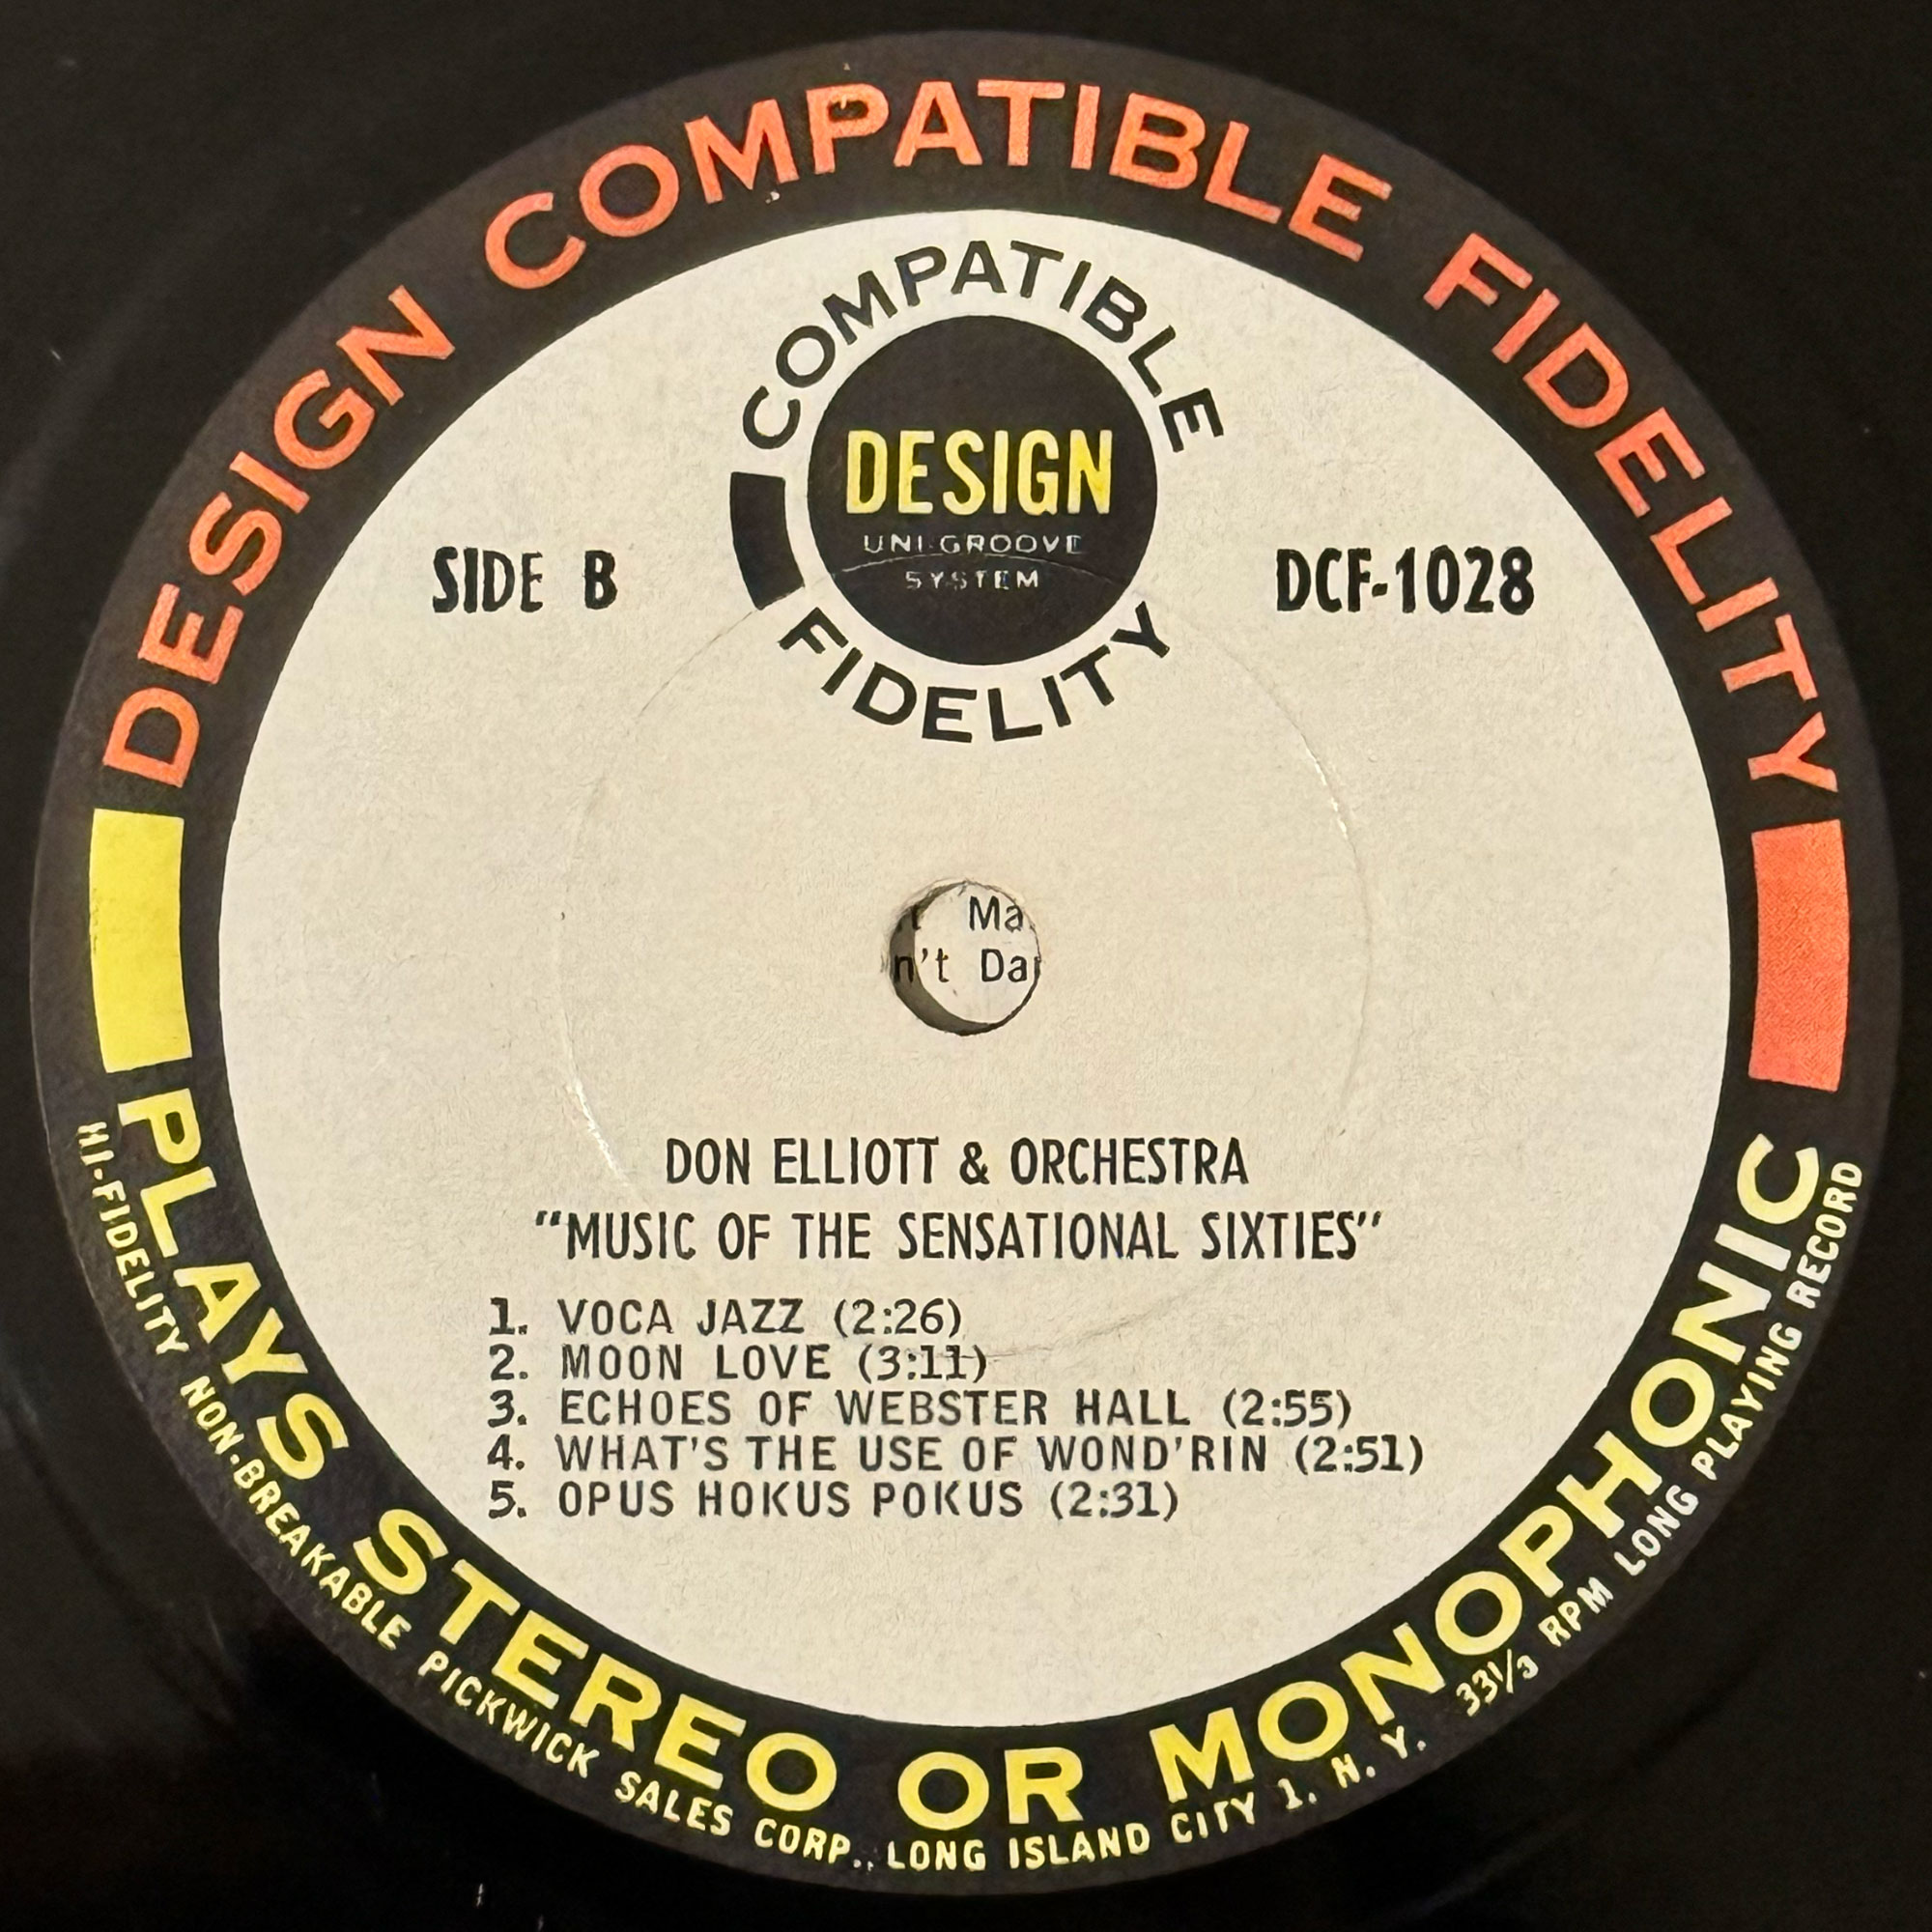 DESIGN COMPATIBLE FIDELITY
COMPATIBLE
DESIGN
UNI-GROOVE
SYSTEM
FIDELITY
SIDE B
DCF-1028
Ma
n't Da
DON ELLIOTT & ORCHESTRA
"MUSIC OF THE SENSATIONAL SIXTIES"
1. VOCA JAZZ (2:26)
2. MOON LOVE (3:11)
3. ECHOES OF WEBSTER HALL (2:55)
4. WHAT'S THE USE OF WOND'RIN (2:51)
5. OPUS HOKUS POKUS (2:31)
PLAYS STEREO OR MONOPHONIC
HI-FIDELITY NON-BREAKABLE PICKWICK SALES CORP., LONG ISLAND CITY 1, N. Y. 33 1/3 RPM LONG PLAYING RECORD